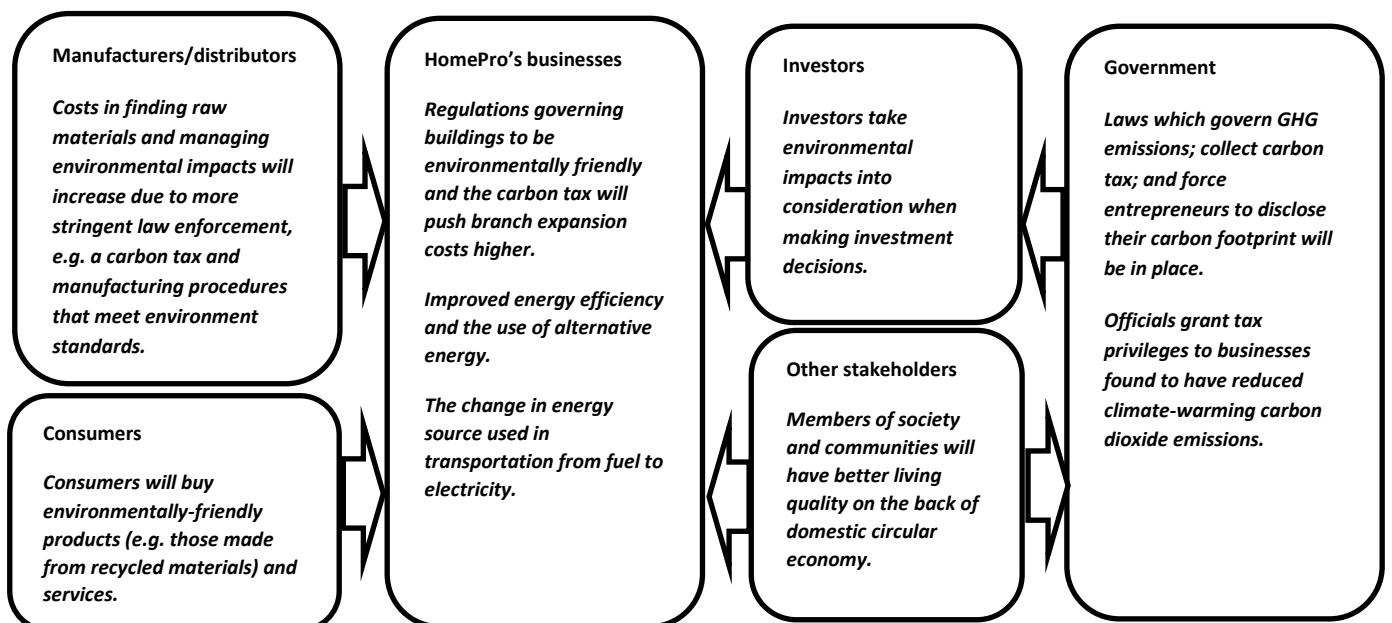 Manufacturers/distributors
Costs in finding raw
materials and managing
environmental impacts will
increase due to more
stringent law enforcement,
e.g. a carbon tax and
manufacturing procedures
that meet environment
standards.
Consumers
Consumers will buy
environmentally-friendly
products (e.g. those made
from recycled materials) and
services.
HomePro’s businesses
Regulations governing
buildings to be
environmentally friendly
and the carbon tax will
push branch expansion
costs higher.
Improved energy efficiency
and the use of alternative
energy.
The change in energy
source used in
transportation from fuel to
electricity.
Investors
Investors take
environmental
impacts into
consideration when
making investment
decisions.
Other stakeholders
Members of society
and communities will
have better living
quality on the back of
domestic circular
economy.
Government
Laws which govern GHG
emissions; collect carbon
tax; and force
entrepreneurs to disclose
their carbon footprint will
be in place.
Officials grant tax
privileges to businesses
found to have reduced
climate-warming carbon
dioxide emissions.